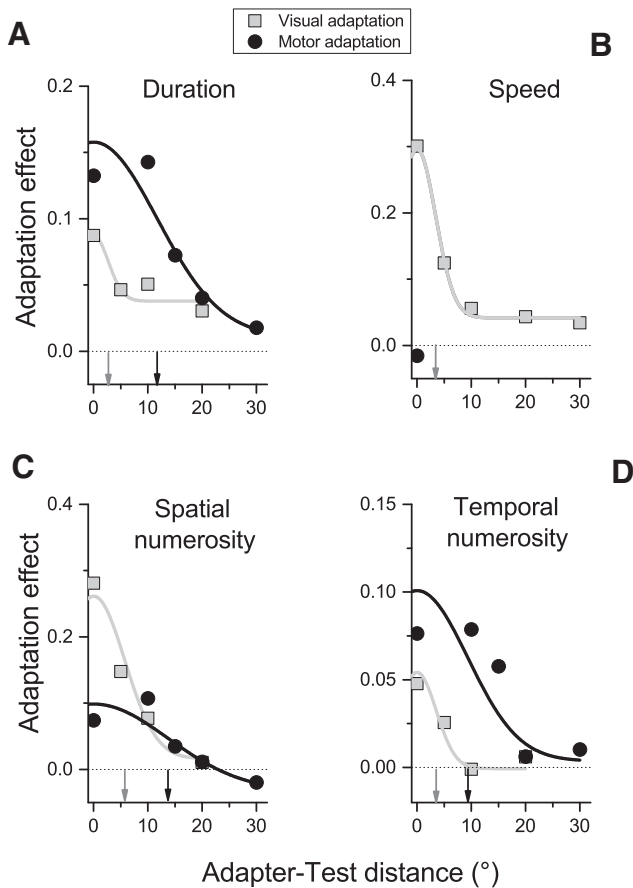 Visual adaptation
Motor adaptation
A
B
Duration
Speed
Adaptation effect
0.2
0.1
0.0
0 10 20 30
0.4
0.2
0.0
0 10 20 30
C
D
Spatial
numerosity
Temporal
numerosity
Adaptation effect
0.4
0.2
0.0
0 10 20 30
0.15
0.10
0.05
0.00
0 10 20 30
Adapter-Test distance (°)